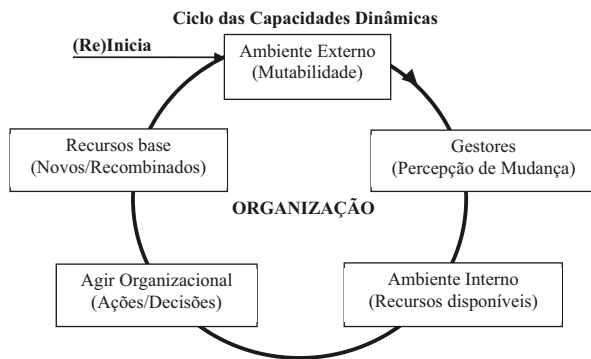 Ciclo das Capacidades Dinâmicas
(Re)Inicia
Ambiente Externo
(Mutabilidade)
Recursos base
(Novos/Recombinados)
Gestores
(Percepção de Mudança)
ORGANIZAÇÃO
Agir Organizacional
(Ações/Decisões)
Ambiente Interno
(Recursos disponíveis)